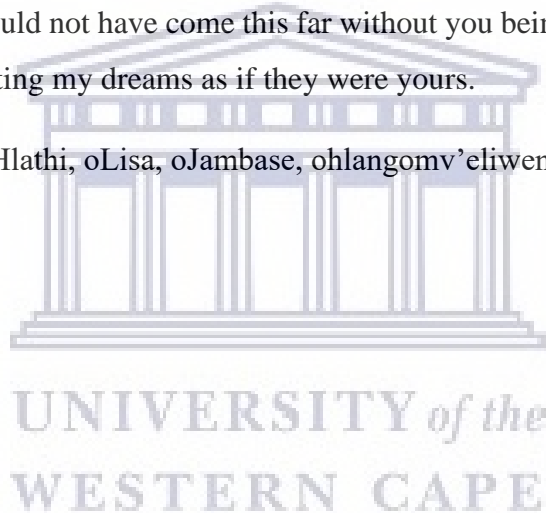 uld not have come this far without you bein
ting my dreams as if they were yours.
Hlathi, oLisa, oJambase, ohlangomv’eliwen
UNIVERSITY of the
WESTERN CAPE